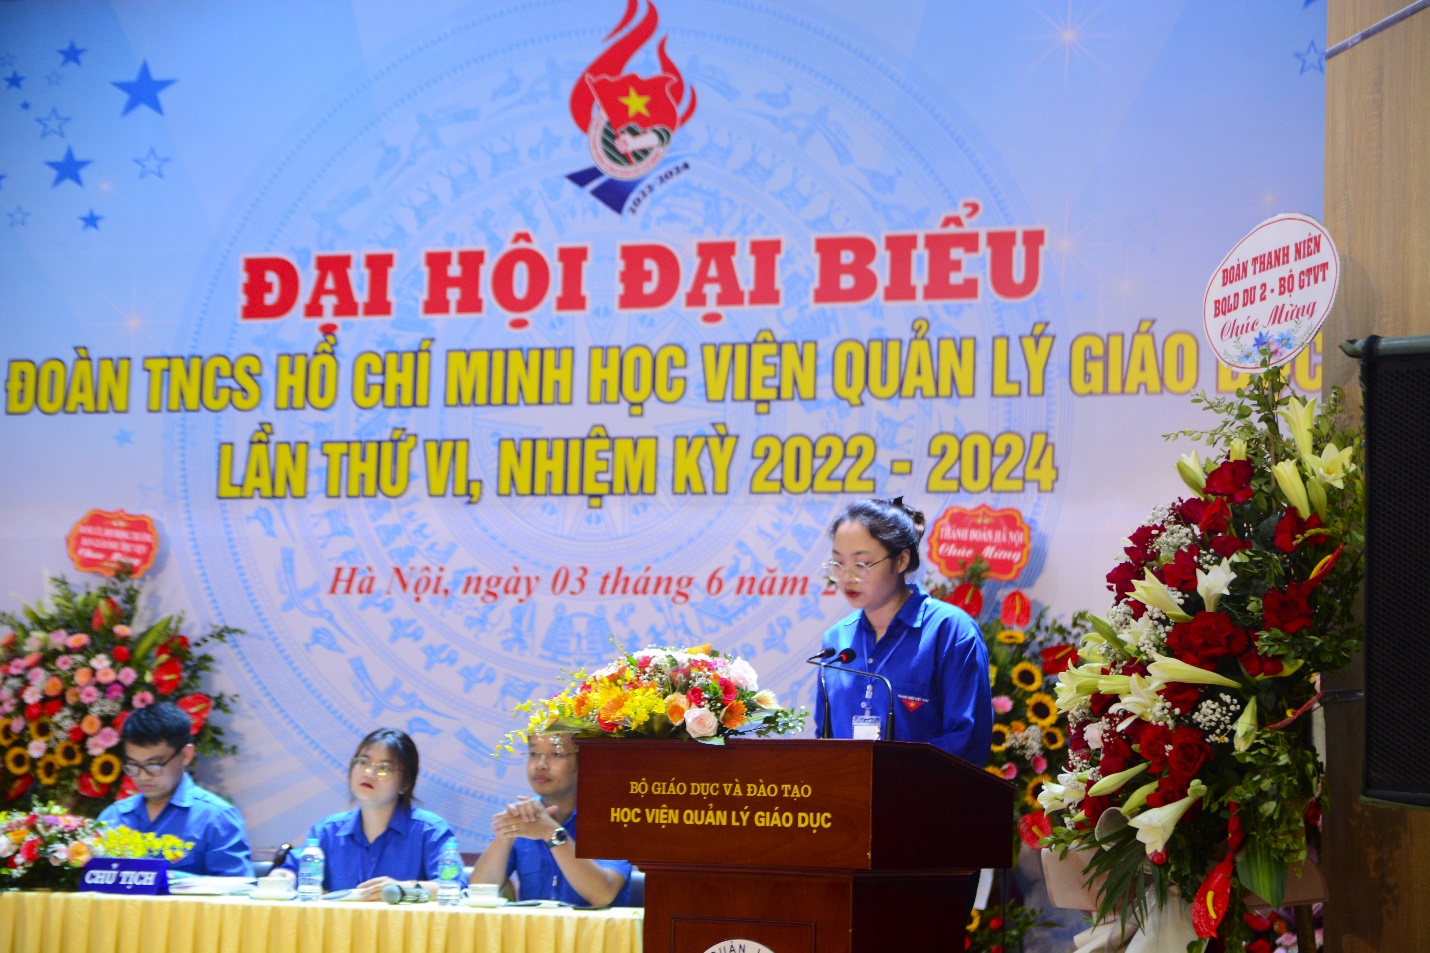 2022-2024
ĐẠI HỘI ĐẠI BIỂU
ĐOÀN TNCS HỒ CHÍ MINH HỌC VIỆN QUẢN LÝ GIÁO DỤC
LẦN THỨ VI, NHIỆM KỲ 2022 - 2024
Hà Nội, ngày 03 tháng 6 năm 2
ĐOÀN THANH NIÊN
BQLD DU 2 - BỘ GTVT
Chúc Mừng
THÀNH ĐOÀN HÀ NỘI
Chúc Mừng
BỘ GIÁO DỤC VÀ ĐÀO TẠO
HỌC VIỆN QUẢN LÝ GIÁO DỤC
CHỦ TỊCH